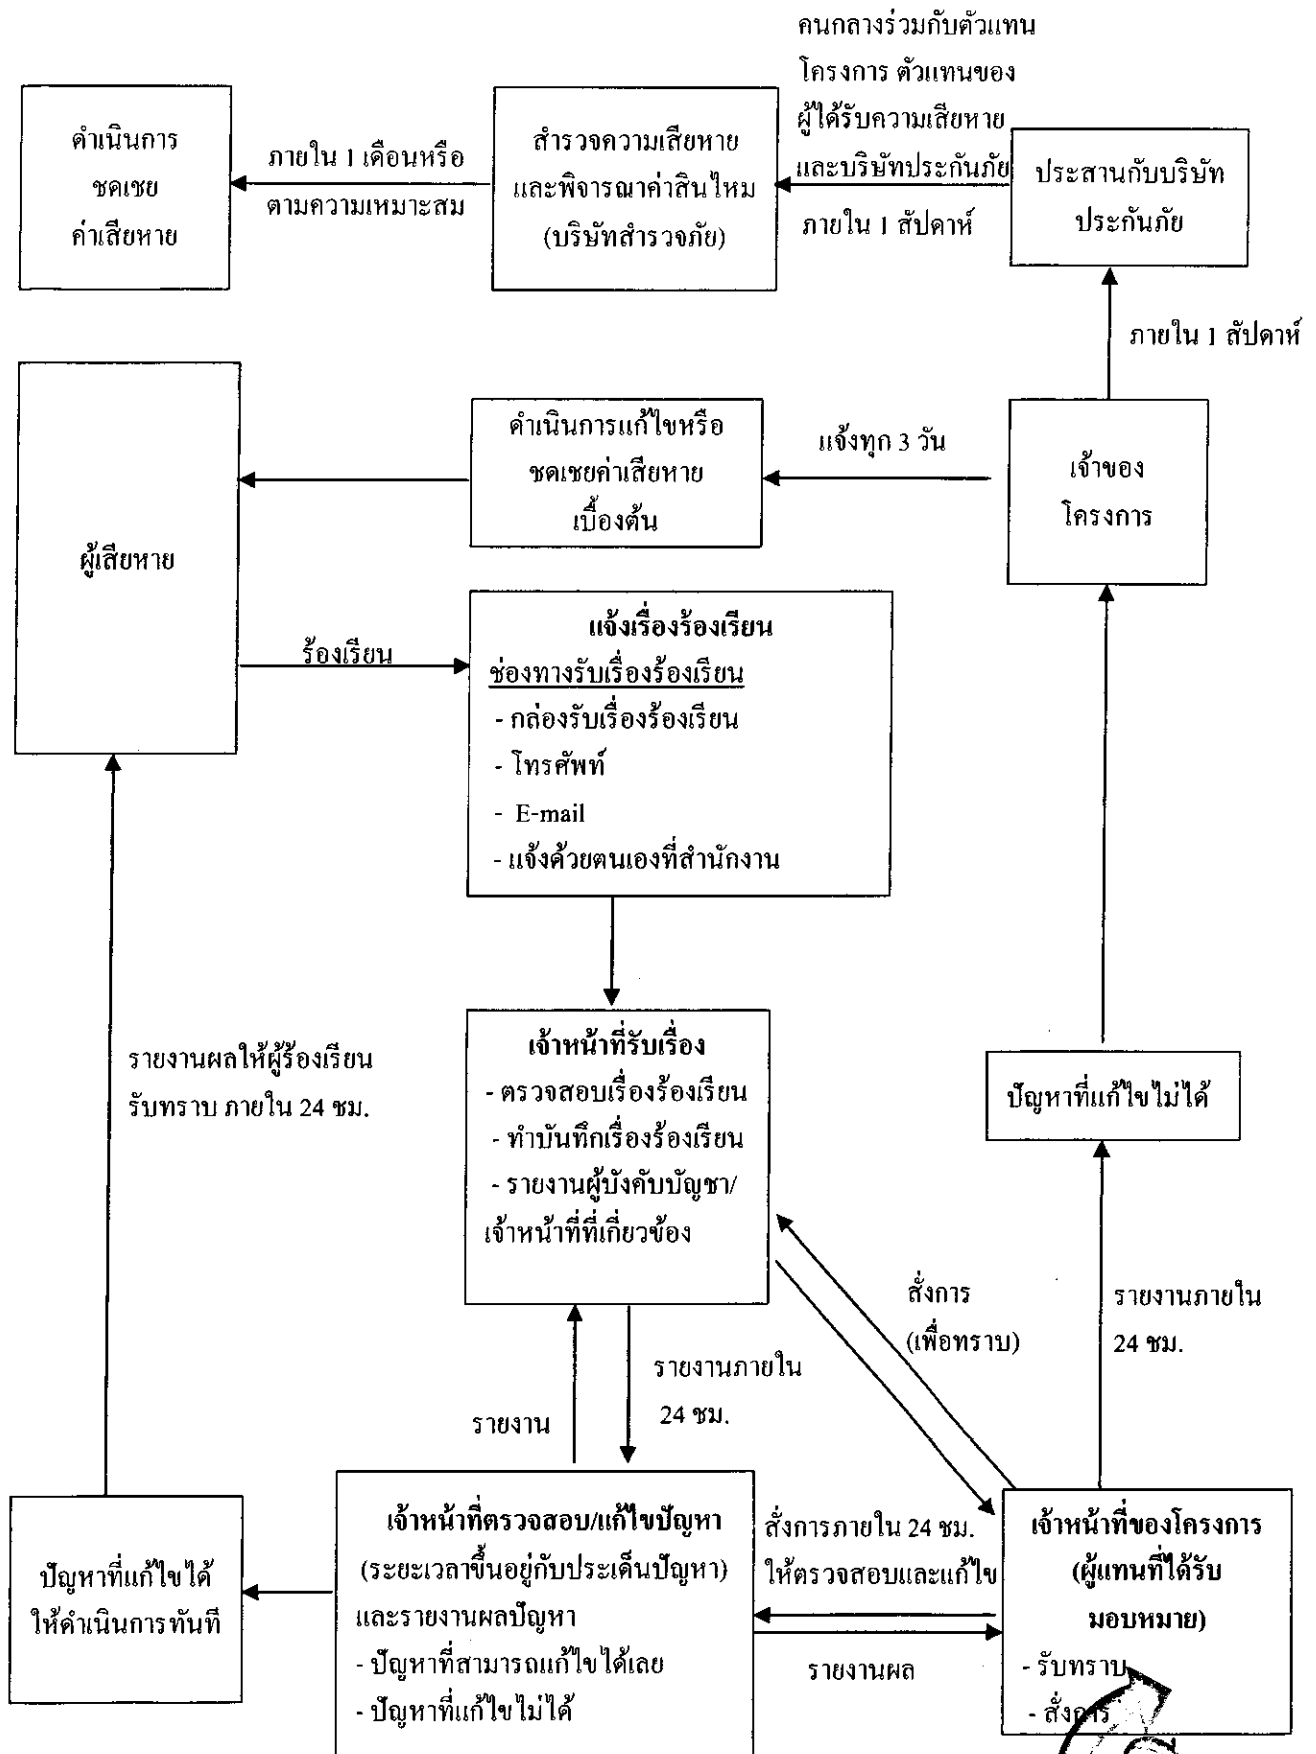 คนกลางร่วมกับตัวแทน
โครงการ ตัวแทนของ
ผู้ได้รับความเสียหาย
และบริษัทประกันภัย
ภายใน 1 สัปดาห์
ดำเนินการ
ชดเชย
ค่าเสียหาย
ภายใน 1 เดือนหรือ
ตามความเหมาะสม
สำรวจความเสียหาย
และพิจารณาค่าสินไหม
(บริษัทสำรวจภัย)
ประสานกับบริษัท
ประกันภัย
ภายใน 1 สัปดาห์
ผู้เสียหาย
ดำเนินการแก้ไขหรือ
ชดเชยค่าเสียหาย
เบื้องต้น
แจ้งทุก 3 วัน
เจ้าของ
โครงการ
ร้องเรียน
แจ้งเรื่องร้องเรียน
ช่องทางรับเรื่องร้องเรียน
- กล่องรับเรื่องร้องเรียน
- โทรศัพท์
- E-mail
- แจ้งด้วยตนเองที่สำนักงาน
รายงานผลให้ผู้ร้องเรียน
รับทราบ ภายใน 24 ชม.
เจ้าหน้าที่รับเรื่อง
- ตรวจสอบเรื่องร้องเรียน
- ทำบันทึกเรื่องร้องเรียน
- รายงานผู้บังคับบัญชา/
เจ้าหน้าที่ที่เกี่ยวข้อง
ปัญหาที่แก้ไขไม่ได้
สั่งการ
(เพื่อทราบ)
รายงานภายใน
24 ชม.
รายงาน
รายงานภายใน
24 ชม.
ปัญหาที่แก้ไขได้
ให้ดำเนินการทันที
เจ้าหน้าที่ตรวจสอบ/แก้ไขปัญหา
(ระยะเวลาขึ้นอยู่กับประเด็นปัญหา)
และรายงานผลปัญหา
- ปัญหาที่สามารถแก้ไขได้เลย
- ปัญหาที่แก้ไขไม่ได้
สั่งการภายใน 24 ชม.
ให้ตรวจสอบและแก้ไข
รายงานผล
เจ้าหน้าที่ของโครงการ
(ผู้แทนที่ได้รับ
มอบหมาย)
- รับทราบ
- สั่งการ